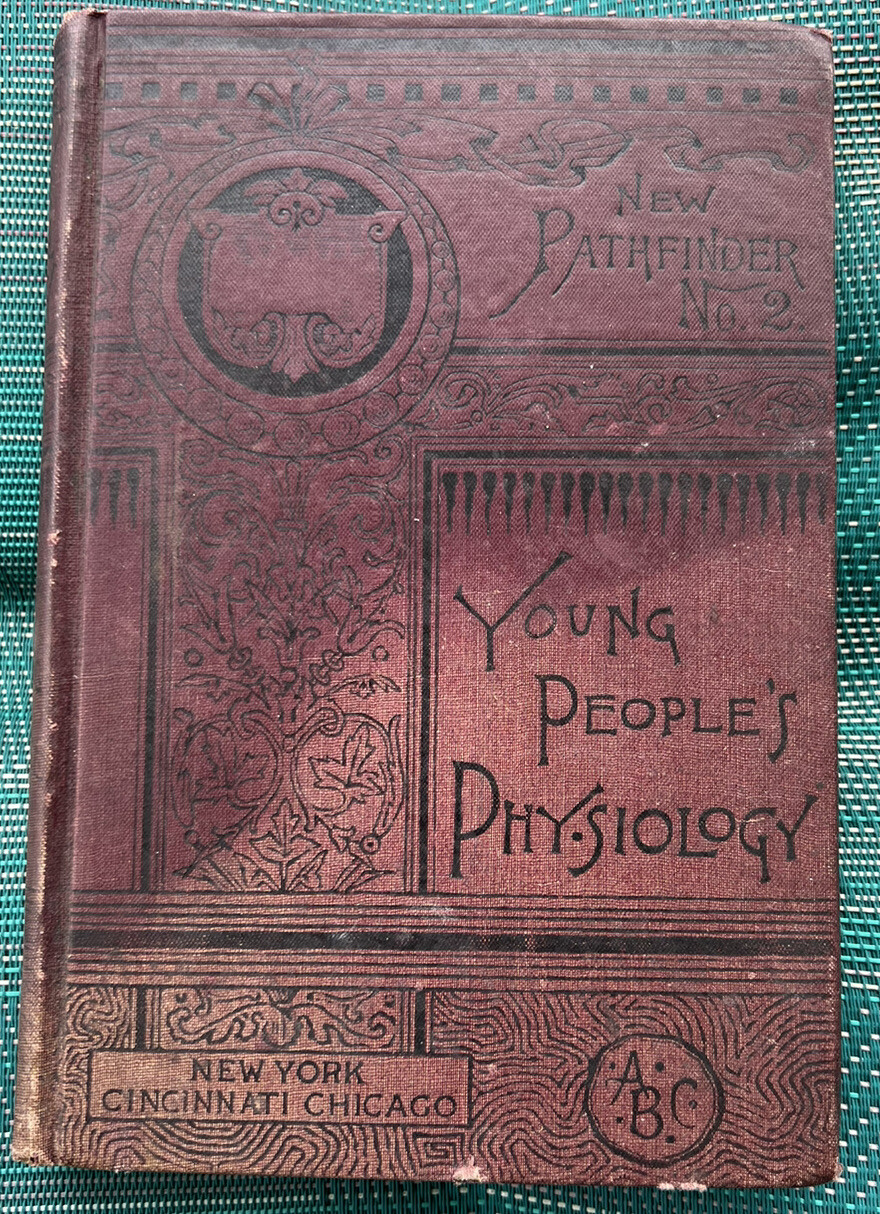 NEW
PATHFINDER
No 2.
YOUNG
PEOPLE'S
PHYSIOLOGY
NEW YORK
CINCINNATI CHICAGO
A·B·C